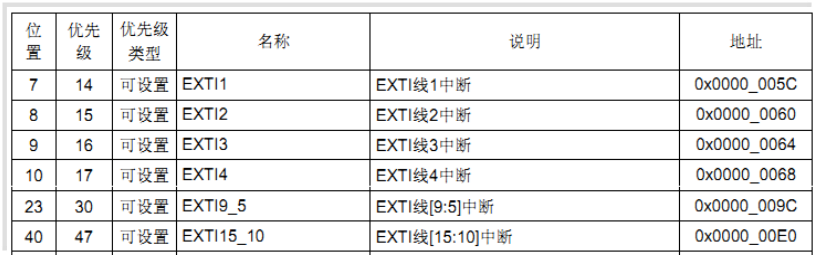 位置 优先级 优先级类型 名称 说明 地址
7 14 可设置 EXTI1 EXTI线1中断 0x0000_005C
8 15 可设置 EXTI2 EXTI线2中断 0x0000_0060
9 16 可设置 EXTI3 EXTI线3中断 0x0000_0064
10 17 可设置 EXTI4 EXTI线4中断 0x0000_0068
23 30 可设置 EXTI9_5 EXTI线[9:5]中断 0x0000_009C
40 47 可设置 EXTI15_10 EXTI线[15:10]中断 0x0000_00E0